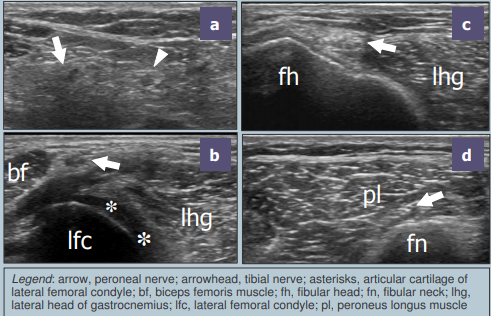 a
c
fh
lhg
b
bf
*
lhg
lfc
*
d
pl
fn
Legend: arrow, peroneal nerve; arrowhead, tibial nerve; asterisks, articular cartilage of
lateral femoral condyle; bf, biceps femoris muscle; fh, fibular head; fn, fibular neck; lhg,
lateral head of gastrocnemius; lfc, lateral femoral condyle; pl, peroneus longus muscle